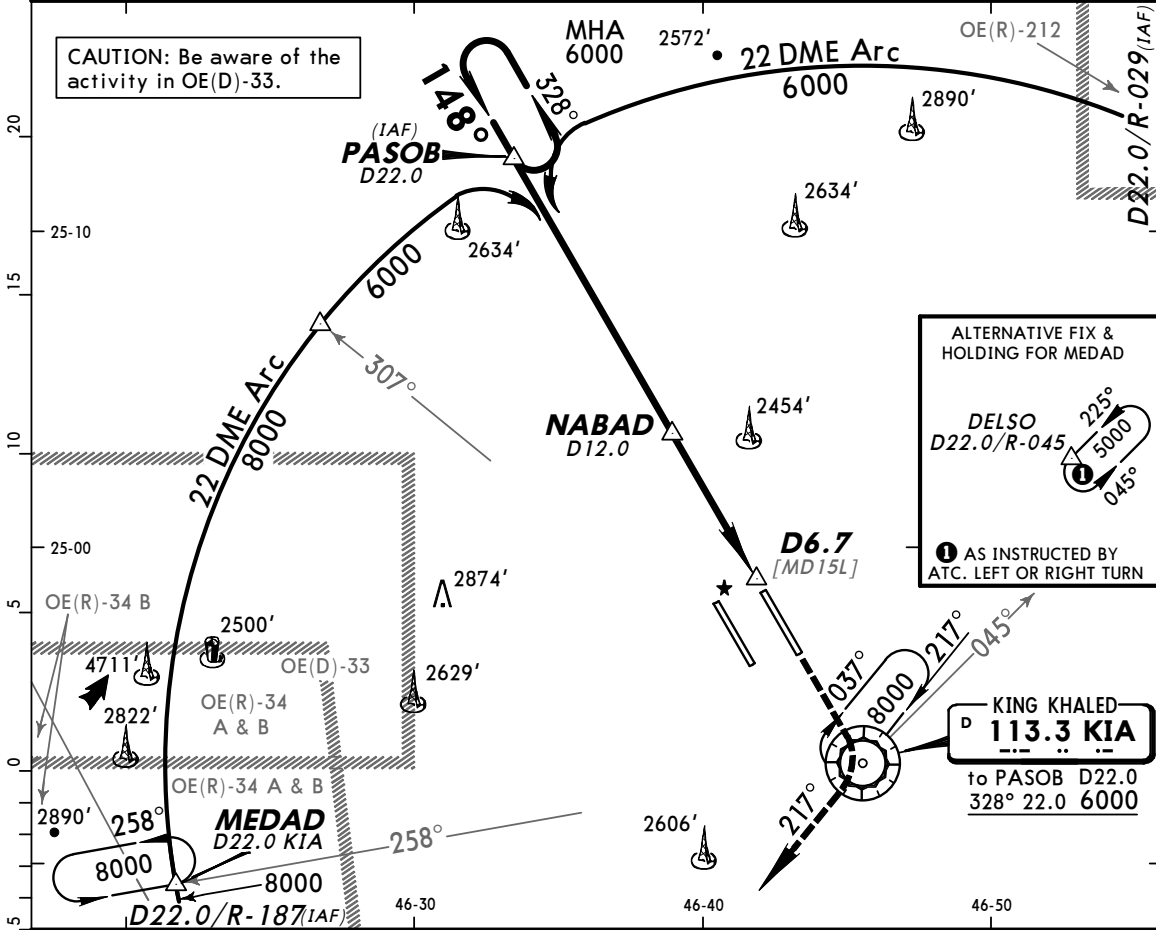 CAUTION: Be aware of the
activity in OE(D)-33.
MHA
6000
2572'
OE(R)-212
22 DME Arc
6000
D22.0/R-029(IAF)
148°
328°
2890'
20
(IAF)
PASOB
D22.0
25-10
2634'
2634'
6000
15
307°
22 DME Arc
8000
ALTERNATIVE FIX &
HOLDING FOR MEDAD
DELSO
D22.0/R-045
225°
5000
045°
1
1 AS INSTRUCTED BY
ATC. LEFT OR RIGHT TURN
NABAD
D12.0
2454'
10
25-00
D6.7
[MD15L]
OE(R)-34 B
2874'
5
2500'
4711'
OE(D)-33
OE(R)-34
A & B
2629'
2822'
037°
8000
217°
045°
KING KHALED
D 113.3 KIA
to PASOB D22.0
328° 22.0 6000
0
OE(R)-34 A & B
2890'
258°
MEDAD
D22.0 KIA
258°
2606'
217°
8000
8000
D22.0/R-187(IAF)
46-30
46-40
46-50
5